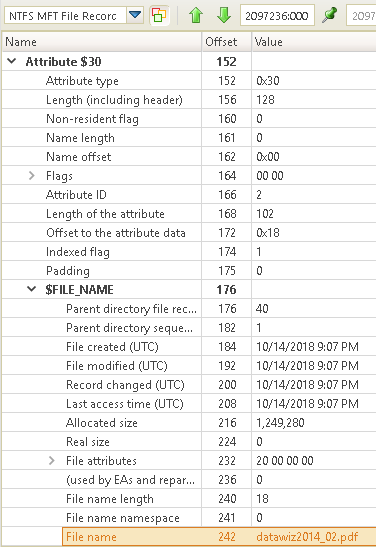 NTFS MFT File Recorc 2097236:000 2097
Name Offset Value
Attribute $30 152
Attribute type 152 0x30
Length (including header) 156 128
Non-resident flag 160 0
Name length 161 0
Name offset 162 0x00
Flags 164 00 00
Attribute ID 166 2
Length of the attribute 168 102
Offset to the attribute data 172 0x18
Indexed flag 174 1
Padding 175 0
$FILE_NAME 176
Parent directory file rec... 176 40
Parent directory seque... 182 1
File created (UTC) 184 10/14/2018 9:07 PM
File modified (UTC) 192 10/14/2018 9:07 PM
Record changed (UTC) 200 10/14/2018 9:07 PM
Last access time (UTC) 208 10/14/2018 9:07 PM
Allocated size 216 1,249,280
Real size 224 0
File attributes 232 20 00 00 00
(used by EAs and repar... 236 0
File name length 240 18
File name namespace 241 0
File name 242 datawiz2014_02.pdf